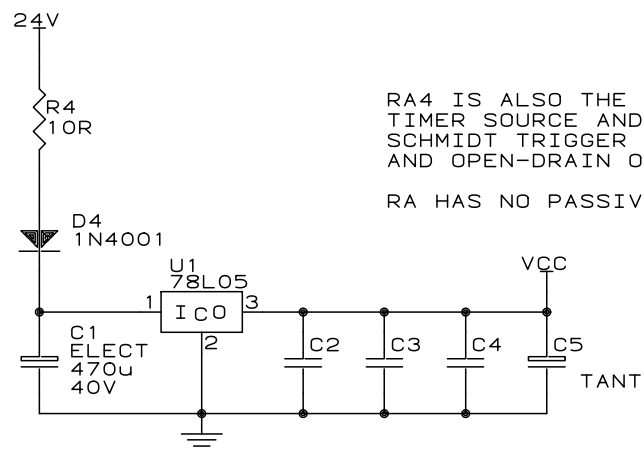 24V
R4
10R
RA4 IS ALSO THE
TIMER SOURCE AND
SCHMIDT TRIGGER
AND OPEN-DRAIN O
RA HAS NO PASSIV
D4
1N4001
U1
78L05
VCC
1
ICO
3
2
C1
ELECT
470u
40V
C2
C3
C4
C5
TANT